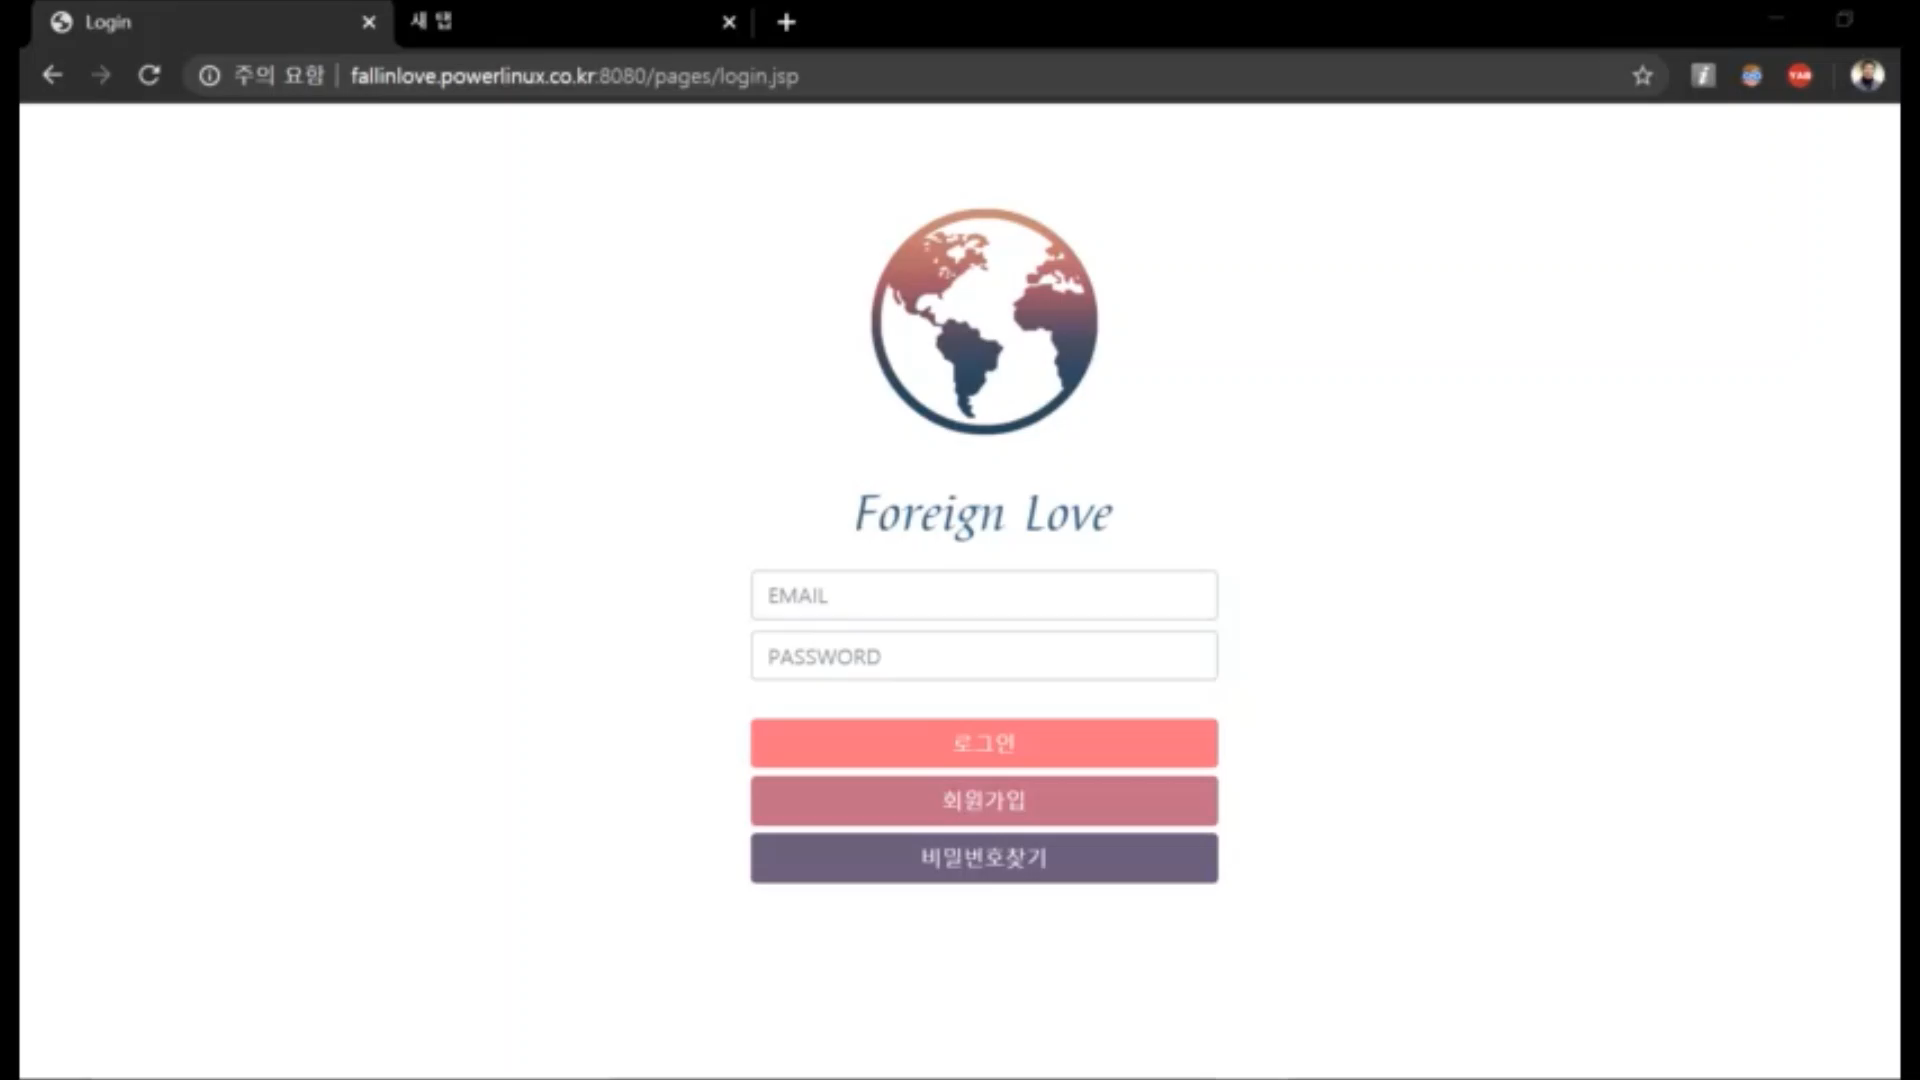 Login
새 탭
주의 요함 fallinlove.powerlinux.co.kr:8080/pages/login.jsp
i
YAB
Foreign Love
EMAIL
PASSWORD
로그인
회원가입
비밀번호찾기